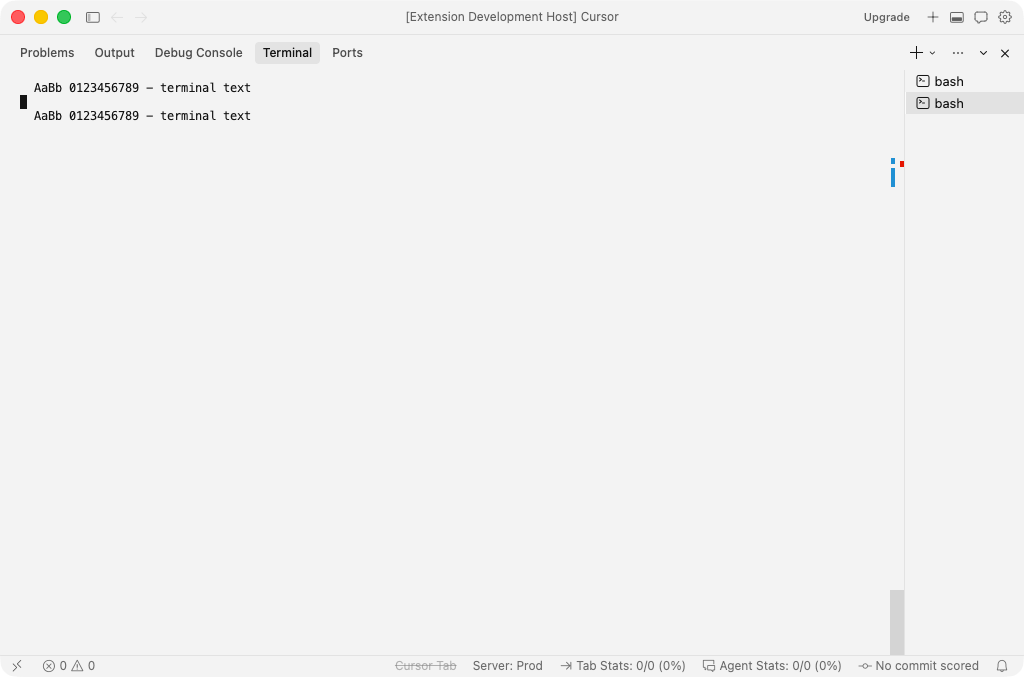 [Extension Development Host] Cursor
Upgrade
Problems Output Debug Console Terminal Ports
AaBb 0123456789 — terminal text
AaBb 0123456789 — terminal text
bash
bash
0 0 Cursor Tab Server: Prod Tab Stats: 0/0 (0%) Agent Stats: 0/0 (0%) No commit scored